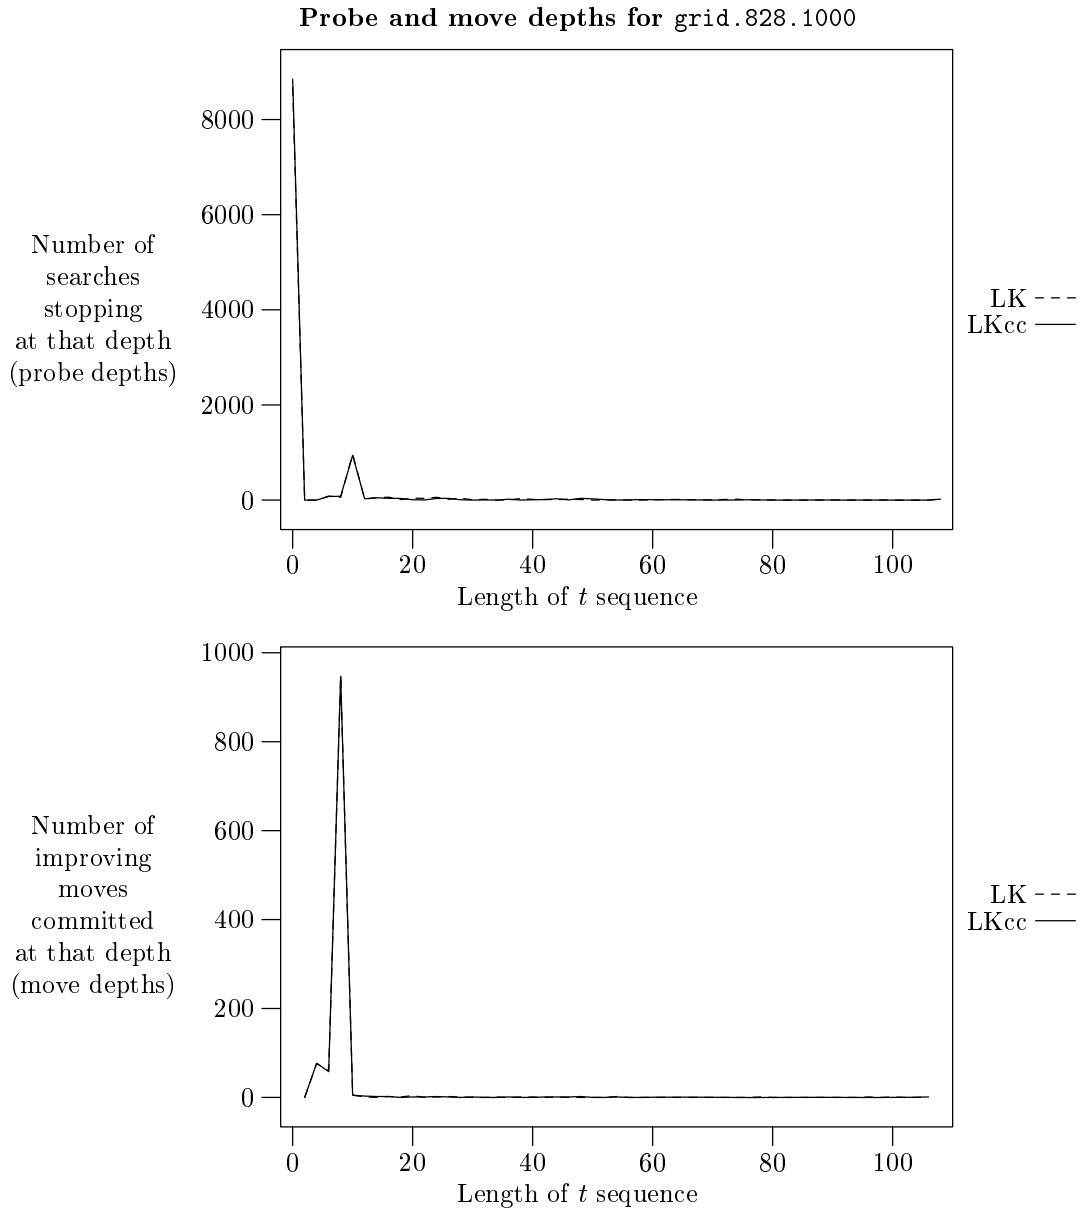 Probe and move depths for grid.828.1000
8000
6000
4000
2000
0
Number of
searches
stopping
at that depth
(probe depths)
LK
LKcc
0 20 40 60 80 100
Length of t sequence
1000
800
600
400
200
0
Number of
improving
moves
committed
at that depth
(move depths)
LK
LKcc
0 20 40 60 80 100
Length of t sequence